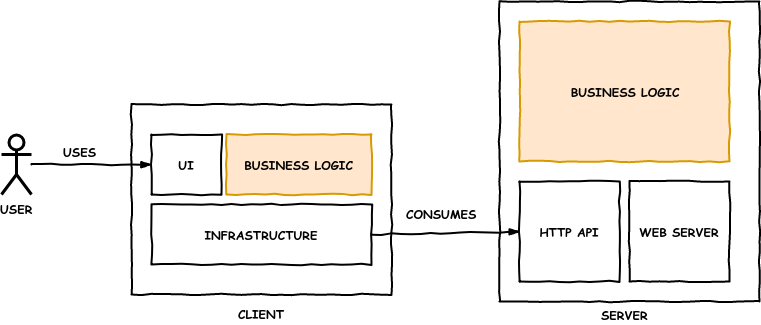 BUSINESS LOGIC
USES
UI
BUSINESS LOGIC
USER
CONSUMES
INFRASTRUCTURE
HTTP API
WEB SERVER
CLIENT
SERVER